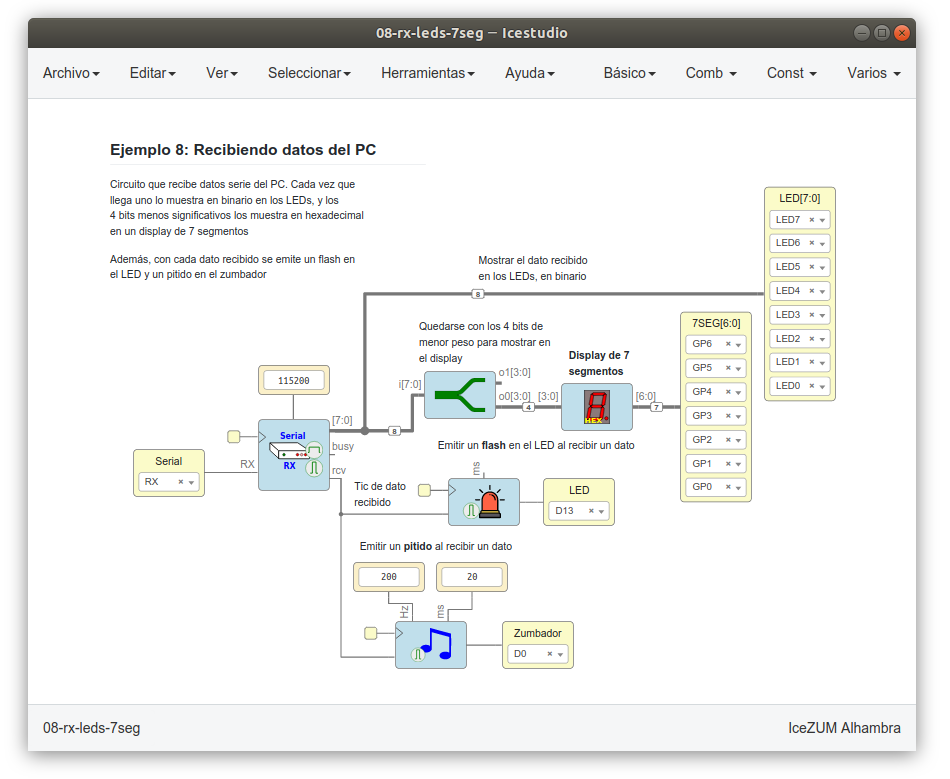 08-rx-leds-7seg — Icestudio
Archivo Editar Ver Seleccionar Herramientas Ayuda Básico Comb Const Varios
Ejemplo 8: Recibiendo datos del PC
Circuito que recibe datos serie del PC. Cada vez que
llega uno lo muestra en binario en los LEDs, y los
4 bits menos significativos los muestra en hexadecimal
en un display de 7 segmentos
Además, con cada dato recibido se emite un flash en
el LED y un pitido en el zumbador
Mostrar el dato recibido
en los LEDs, en binario
8
LED[7:0]
LED7
LED6
LED5
LED4
LED3
LED2
LED1
LED0
Quedarse con los 4 bits de
menor peso para mostrar en
el display
Display de 7
segmentos
7SEG[6:0]
GP6
GP5
GP4
GP3
GP2
GP1
GP0
i[7:0]
o1[3:0]
o0[3:0]
4
[3:0]
HEX
[6:0]
7
115200
[7:0]
8
busy
rcv
Serial
RX
RX
Serial
RX
Emitir un flash en el LED al recibir un dato
ms
Tic de dato
recibido
LED
D13
Emitir un pitido al recibir un dato
200
20
Hz
ms
Zumbador
D0
08-rx-leds-7seg
IceZUM Alhambra